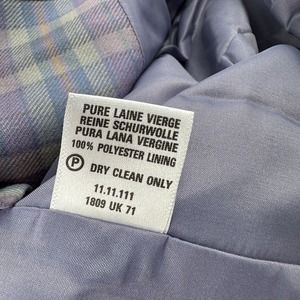 PURE LAINE VIERGE
REINE SCHURWOLLE
PURA LANA VERGINE
100% POLYESTER LINING
P DRY CLEAN ONLY
11.11.111
1809 UK 71